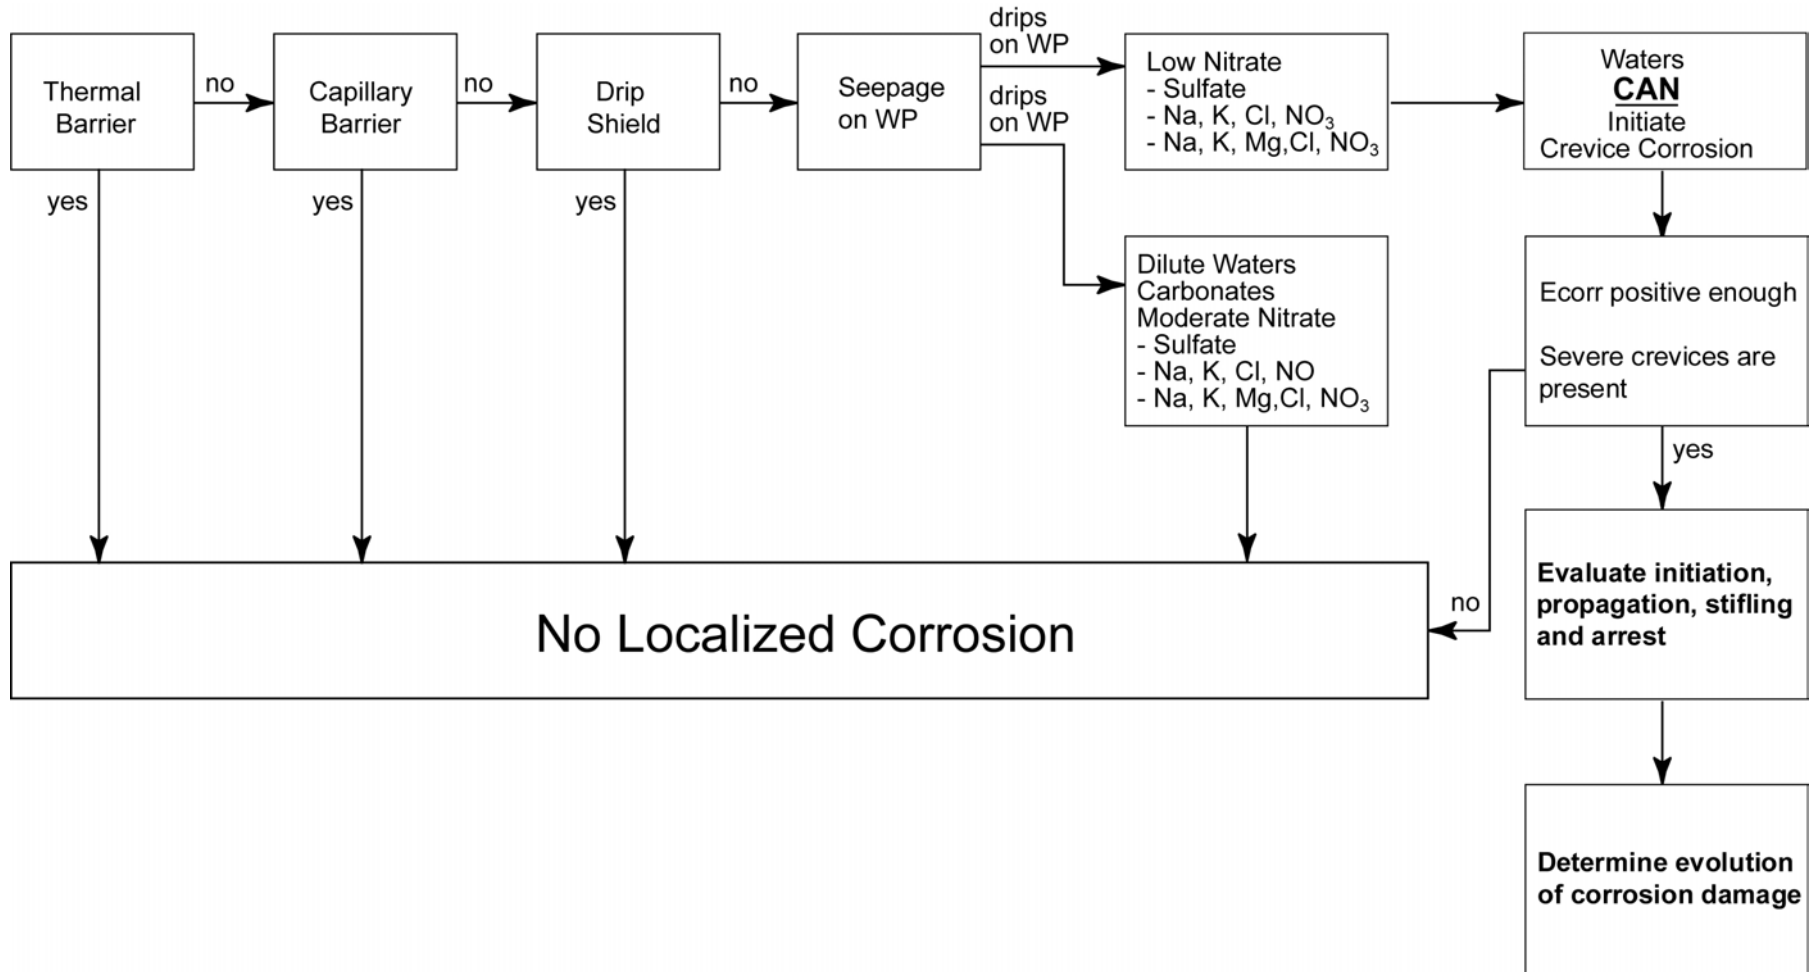 Thermal
Barrier
no
Capillary
Barrier
no
Drip
Shield
no
Seepage
on WP
drips
on WP
drips
on WP
Low Nitrate
- Sulfate
- Na, K, Cl, NO₃
- Na, K, Mg,Cl, NO₃
Waters
CAN
Initiate
Crevice Corrosion
yes
yes
yes
Dilute Waters
Carbonates
Moderate Nitrate
- Sulfate
- Na, K, Cl, NO
- Na, K, Mg,Cl, NO₃
Ecorr positive enough
Severe crevices are
present
yes
no
Evaluate initiation,
propagation, stifling
and arrest
No Localized Corrosion
Determine evolution
of corrosion damage